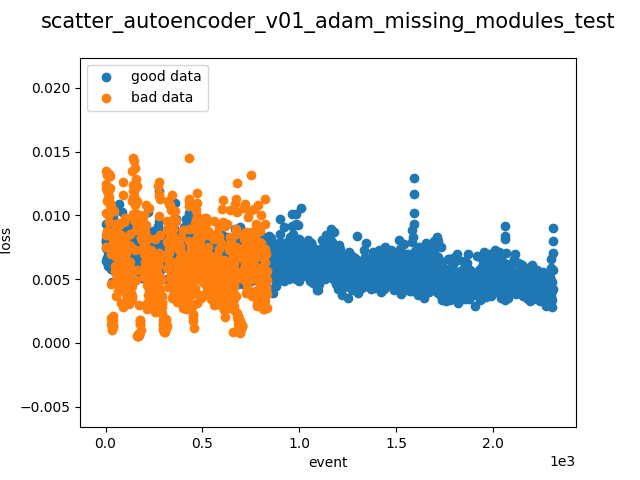 scatter_autoencoder_v01_adam_missing_modules_test
good data
bad data
0.020
0.015
0.010
0.005
0.000
−0.005
loss
0.0
0.5
1.0
1.5
2.0
1e3
event